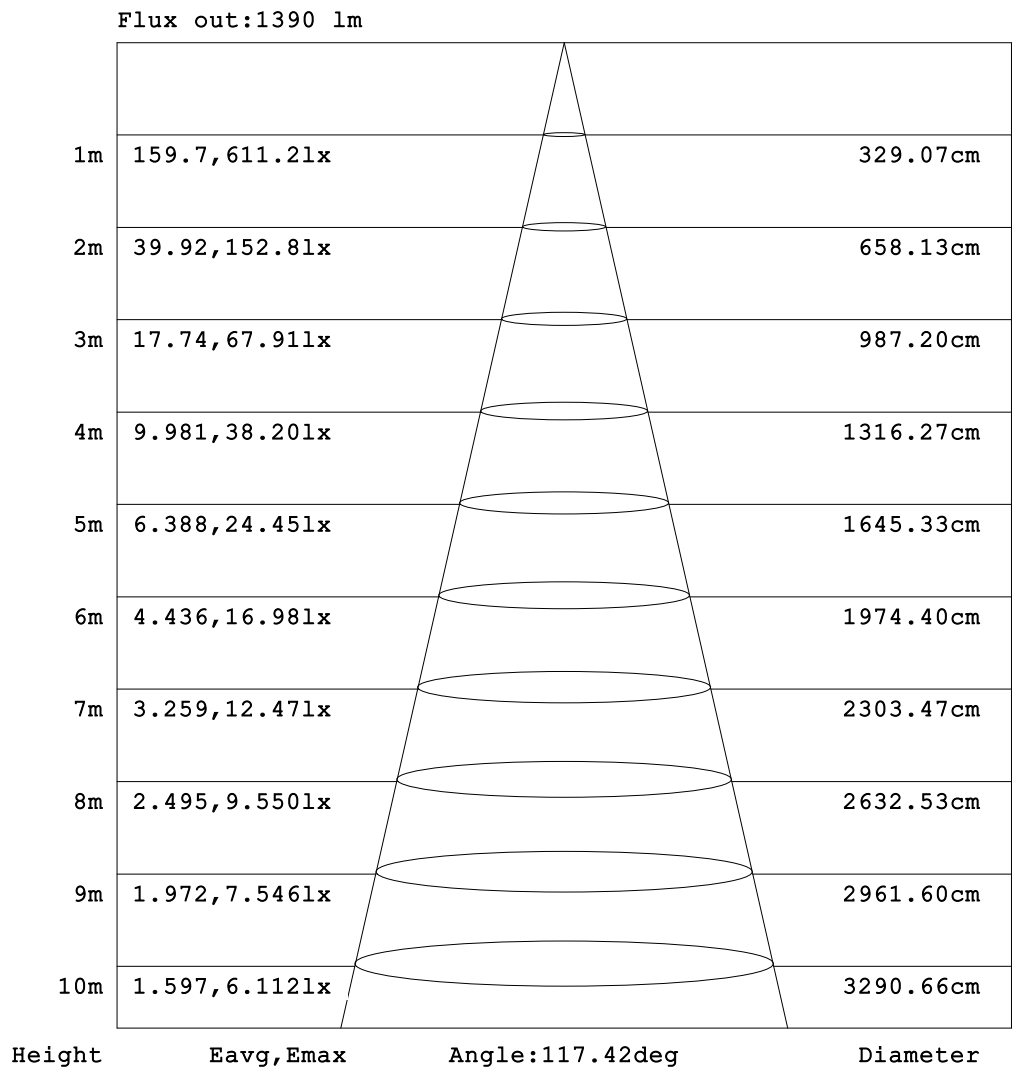 Flux out:1390 lm
1m 159.7,611.2lx 329.07cm
2m 39.92,152.8lx 658.13cm
3m 17.74,67.91lx 987.20cm
4m 9.981,38.20lx 1316.27cm
5m 6.388,24.45lx 1645.33cm
6m 4.436,16.98lx 1974.40cm
7m 3.259,12.47lx 2303.47cm
8m 2.495,9.550lx 2632.53cm
9m 1.972,7.546lx 2961.60cm
10m 1.597,6.112lx 3290.66cm
Height Eavg,Emax Angle:117.42deg Diameter